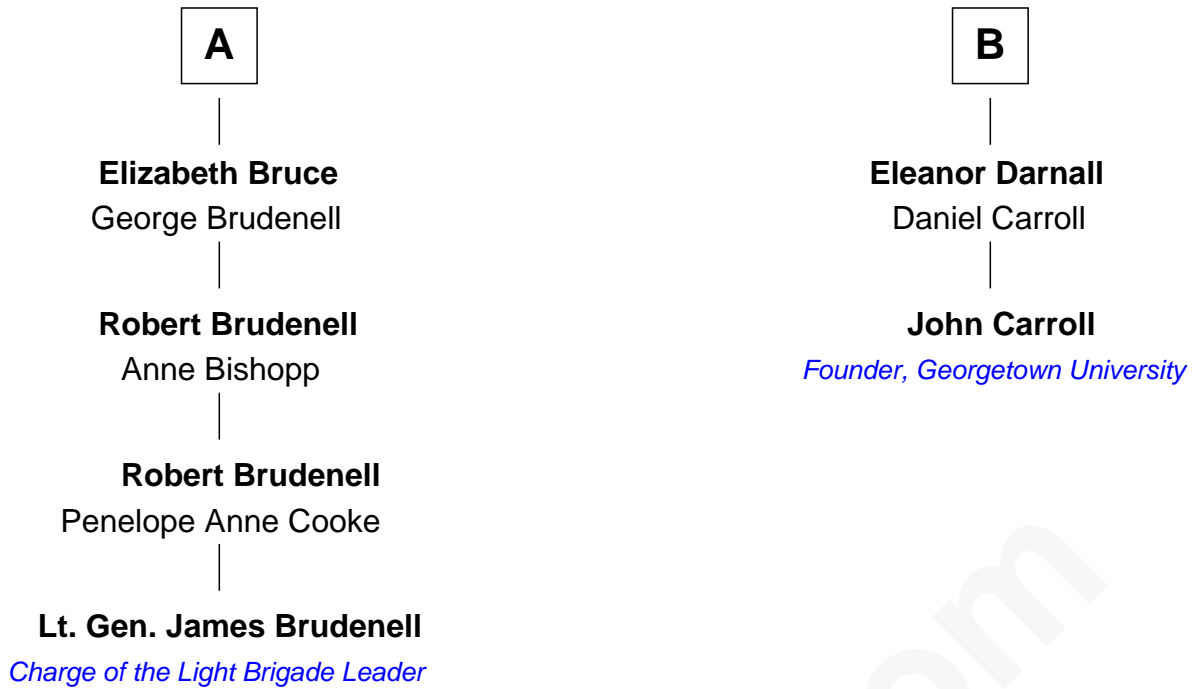 A
Elizabeth Bruce
George Brudenell
Robert Brudenell
Anne Bishopp
Robert Brudenell
Penelope Anne Cooke
Lt. Gen. James Brudenell
Charge of the Light Brigade Leader
B
Eleanor Darnall
Daniel Carroll
John Carroll
Founder, Georgetown University
om